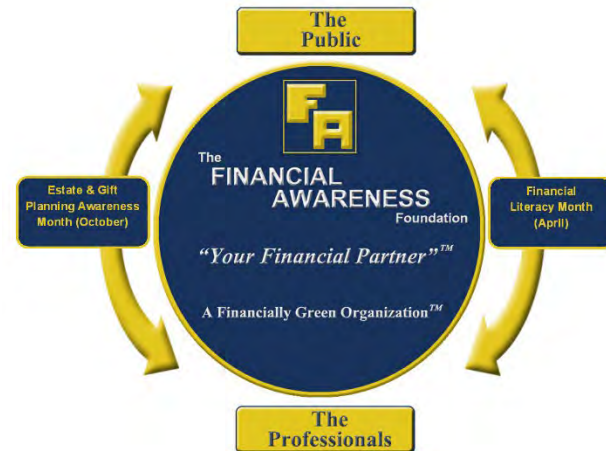 The
Public
FA
The
FINANCIAL
AWARENESS
Foundation
Estate & Gift
Planning Awareness
Month (October)
Financial
Literacy Month
(April)
“Your Financial Partner”™
A Financially Green Organization™
The
Professionals